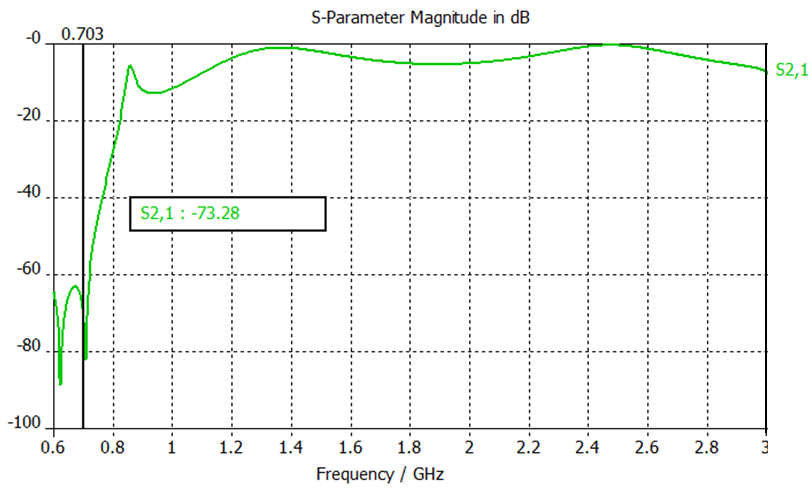 S-Parameter Magnitude in dB
0.703
-0
S2,1
-20
-40
S2,1 : -73.28
-60
-80
-100
0.6 0.8 1 1.2 1.4 1.6 1.8 2 2.2 2.4 2.6 2.8 3
Frequency / GHz